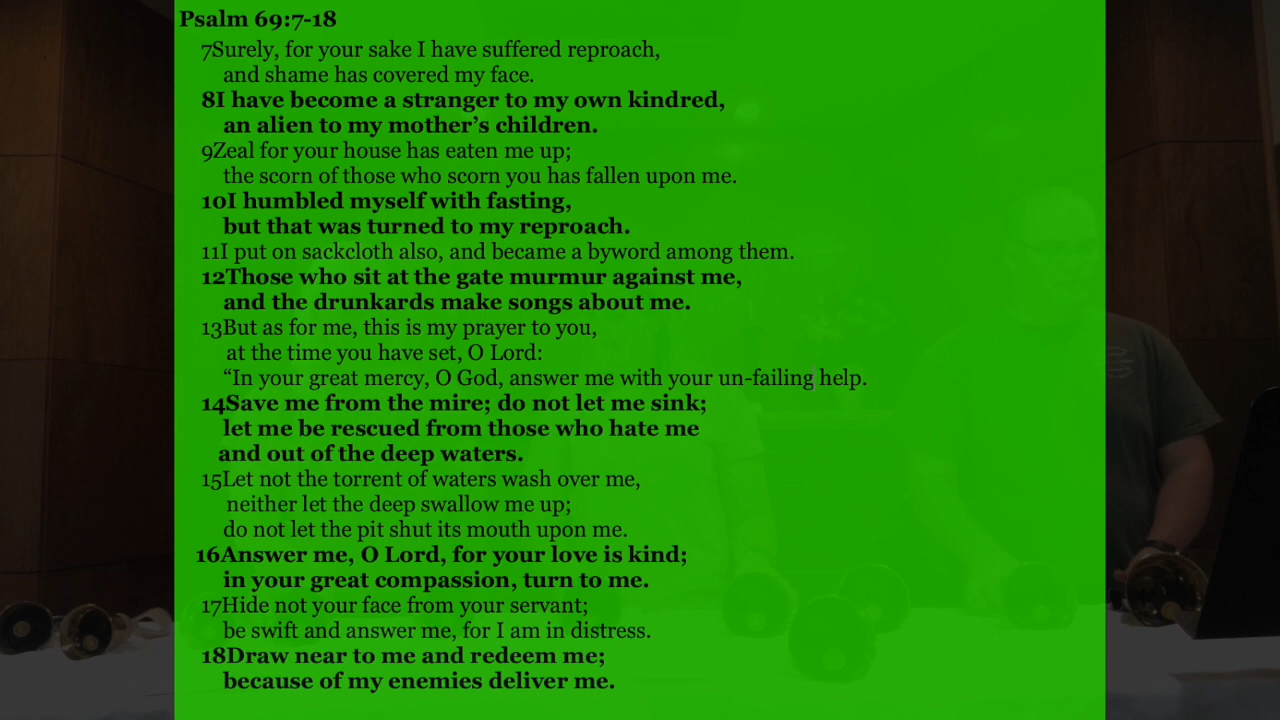 Psalm 69:7-18
7Surely, for your sake I have suffered reproach,
and shame has covered my face.
8I have become a stranger to my own kindred,
an alien to my mother's children.
9Zeal for your house has eaten me up;
the scorn of those who scorn you has fallen upon me.
10I humbled myself with fasting,
but that was turned to my reproach.
11I put on sackcloth also, and became a byword among them.
12Those who sit at the gate murmur against me,
and the drunkards make songs about me.
13But as for me, this is my prayer to you,
at the time you have set, O Lord:
“In your great mercy, O God, answer me with your un-failing help.
14Save me from the mire; do not let me sink;
let me be rescued from those who hate me
and out of the deep waters.
15Let not the torrent of waters wash over me,
neither let the deep swallow me up;
do not let the pit shut its mouth upon me.
16Answer me, O Lord, for your love is kind;
in your great compassion, turn to me.
17Hide not your face from your servant;
be swift and answer me, for I am in distress.
18Draw near to me and redeem me;
because of my enemies deliver me.